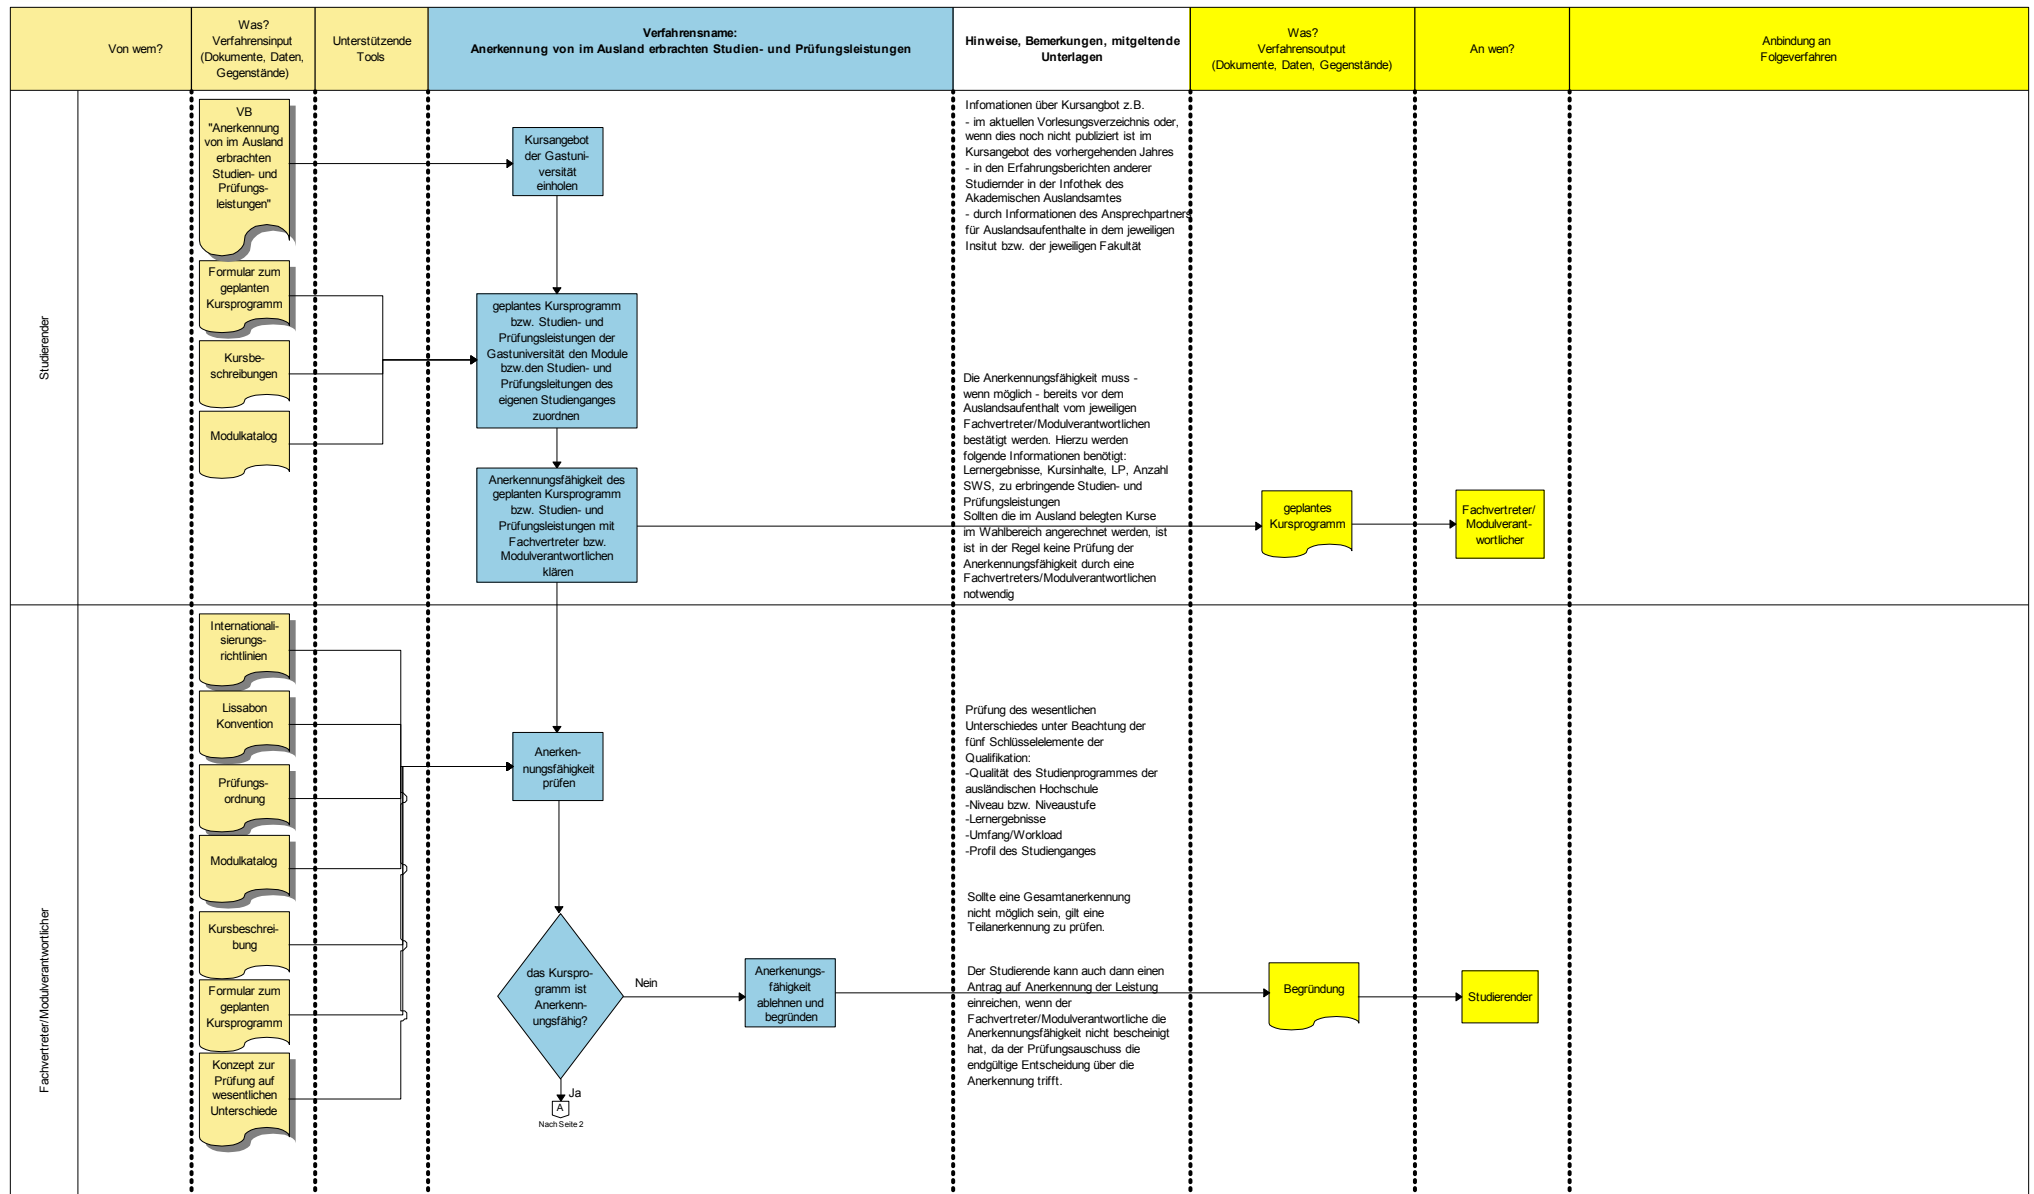 Von wem?
Was?
Verfahrensinput
(Dokumente, Daten,
Gegenstände)
Unterstützende
Tools
Verfahrensname:
Anerkennung von im Ausland erbrachten Studien- und Prüfungsleistungen
Hinweise, Bemerkungen, mitgeltende
Unterlagen
Was?
Verfahrensoutput
(Dokumente, Daten, Gegenstände)
An wen?
Anbindung an
Folgeverfahren
Studierender
VB
"Anerkennung
von im Ausland
erbrachten
Studien- und
Prüfungs-
leistungen"
Kursangebot
der Gastuni-
versität
einholen
Infomationen über Kursangbot z.B.
- im aktuellen Vorlesungsverzeichnis oder,
wenn dies noch nicht publiziert ist im
Kursangebot des vorhergehenden Jahres
- in den Erfahrungsberichten anderer
Studiernder in der Infothek des
Akademischen Auslandsamtes
- durch Informationen des Ansprechpartners
für Auslandsaufenthalte in dem jeweiligen
Insitut bzw. der jeweiligen Fakultät
Formular zum
geplanten
Kursprogramm
Kursbe-
schreibungen
Modulkatalog
geplantes Kursprogramm
bzw. Studien- und
Prüfungsleistungen der
Gastuniversität den Module
bzw.den Studien- und
Prüfungsleitungen des
eigenen Studienganges
zuordnen
Anerkennungsfähigkeit des
geplanten Kursprogramm
bzw. Studien- und
Prüfungsleistungen mit
Fachvertreter bzw.
Modulverantwortlichen
klären
Die Anerkennungsfähigkeit muss -
wenn möglich - bereits vor dem
Auslandsaufenthalt vom jeweiligen
Fachvertreter/Modulverantwortlichen
bestätigt werden. Hierzu werden
folgende Informationen benötigt:
Lernergebnisse, Kursinhalte, LP, Anzahl
SWS, zu erbringende Studien- und
Prüfungsleistungen
Sollten die im Ausland belegten Kurse
im Wahlbereich angerechnet werden, ist
ist in der Regel keine Prüfung der
Anerkennungsfähigkeit durch eine
Fachvertreters/Modulverantwortlichen
notwendig
geplantes
Kursprogramm
Fachvertreter/
Modulverant-
wortlicher
Fachvertreter/Modulverantwortlicher
Internationali-
sierungs-
richtlinien
Lissabon
Konvention
Prüfungs-
ordnung
Modulkatalog
Kursbeschrei-
bung
Formular zum
geplanten
Kursprogramm
Konzept zur
Prüfung auf
wesentlichen
Unterschiede
Anerken-
nungsfähigkeit
prüfen
Prüfung des wesentlichen
Unterschiedes unter Beachtung der
fünf Schlüsselelemente der
Qualifikation:
-Qualität des Studienprogrammes der
ausländischen Hochschule
-Niveau bzw. Niveaustufe
-Lernergebnisse
-Umfang/Workload
-Profil des Studienganges
Sollte eine Gesamtanerkennung
nicht möglich sein, gilt eine
Teilanerkennung zu prüfen.
das Kurspro-
gramm ist
Anerkenn-
ungsfähig?
Nein
Anerkenungs-
fähigkeit
ablehnen und
begründen
Der Studierende kann auch dann einen
Antrag auf Anerkennung der Leistung
einreichen, wenn der
Fachvertreter/Modulverantwortliche die
Anerkennungsfähigkeit nicht bescheinigt
hat, da der Prüfungsauschuss die
endgültige Entscheidung über die
Anerkennung trifft.
Begründung
Studierender
Ja
A
Nach Seite 2